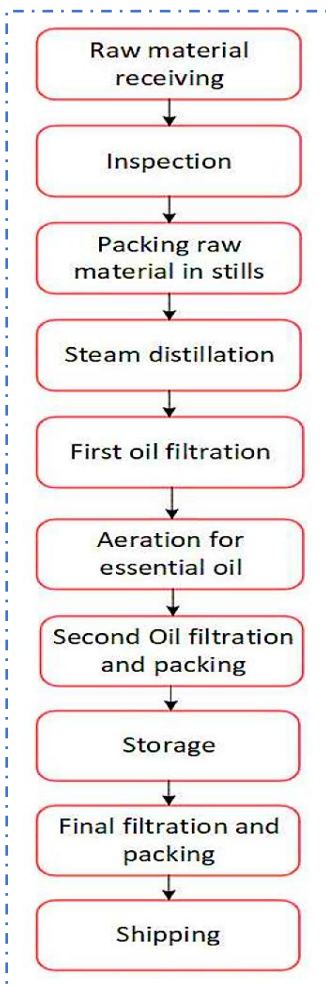 Raw material
receiving
Inspection
Packing raw
material in stills
Steam distillation
First oil filtration
Aeration for
essential oil
Second Oil filtration
and packing
Storage
Final filtration and
packing
Shipping